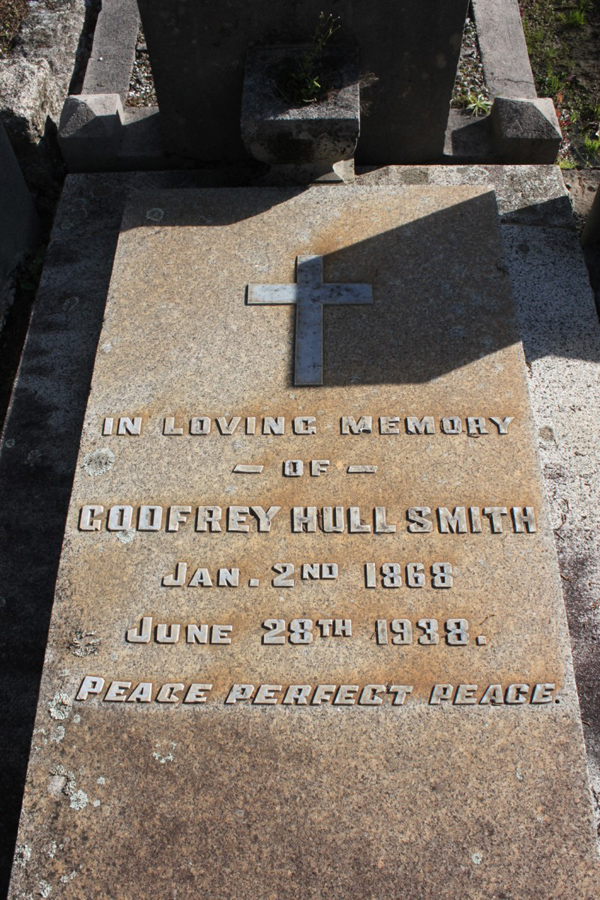 IN LOVING MEMORY
— OF —
GODFREY HULL SMITH
JAN. 2ND 1868
JUNE 28TH 1938.
PEACE PERFECT PEACE.